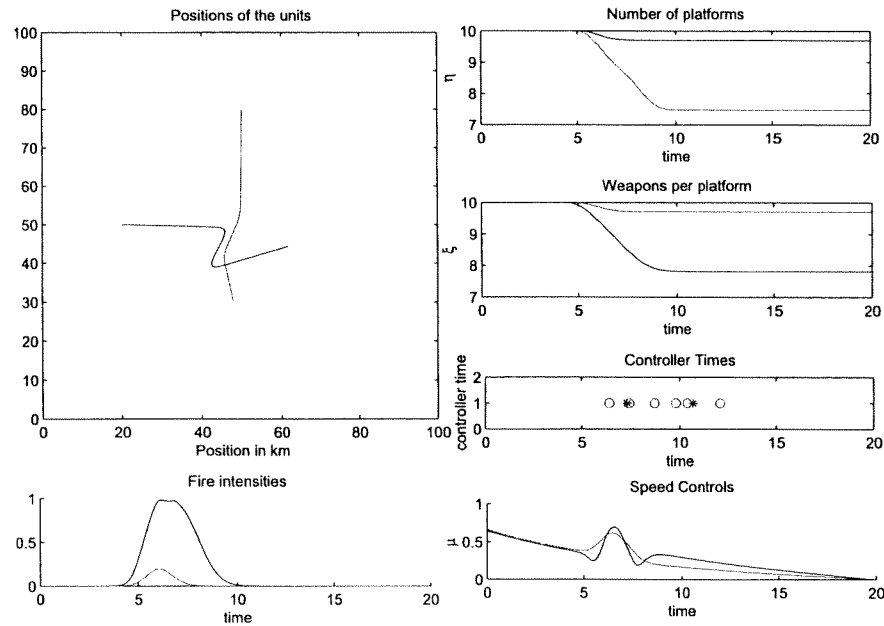 Positions of the units
100
90
80
70
60
50
40
30
20
10
0
0 20 40 60 80 100
Position in km
Fire intensities
1
0.5
0
0 5 10 15 20
time
Number of platforms
10
9
8
7
η
0 5 10 15 20
time
Weapons per platform
10
9
8
7
ξ
0 5 10 15 20
time
Controller Times
2
1
0
controller time
0 5 10 15 20
time
Speed Controls
1
0.5
0
μ
0 5 10 15 20
time